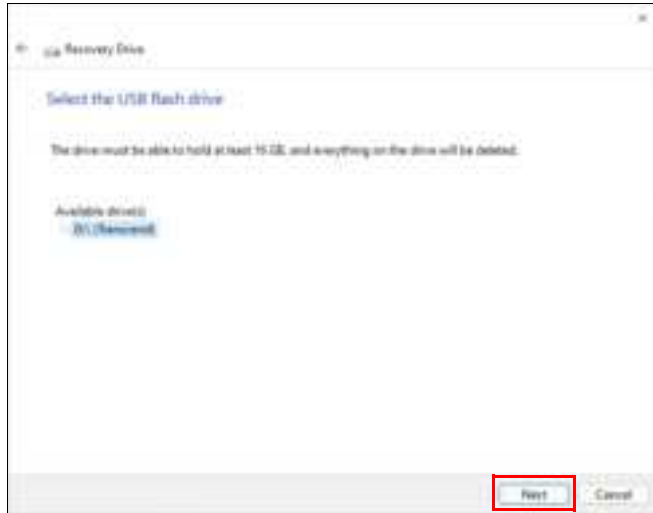 Recovery Drive
Select the USB flash drive
The drive must be able to hold at least 16 GB, and everything on the drive will be deleted.
Available drive(s)
D:\ (Transcend)
Next
Cancel